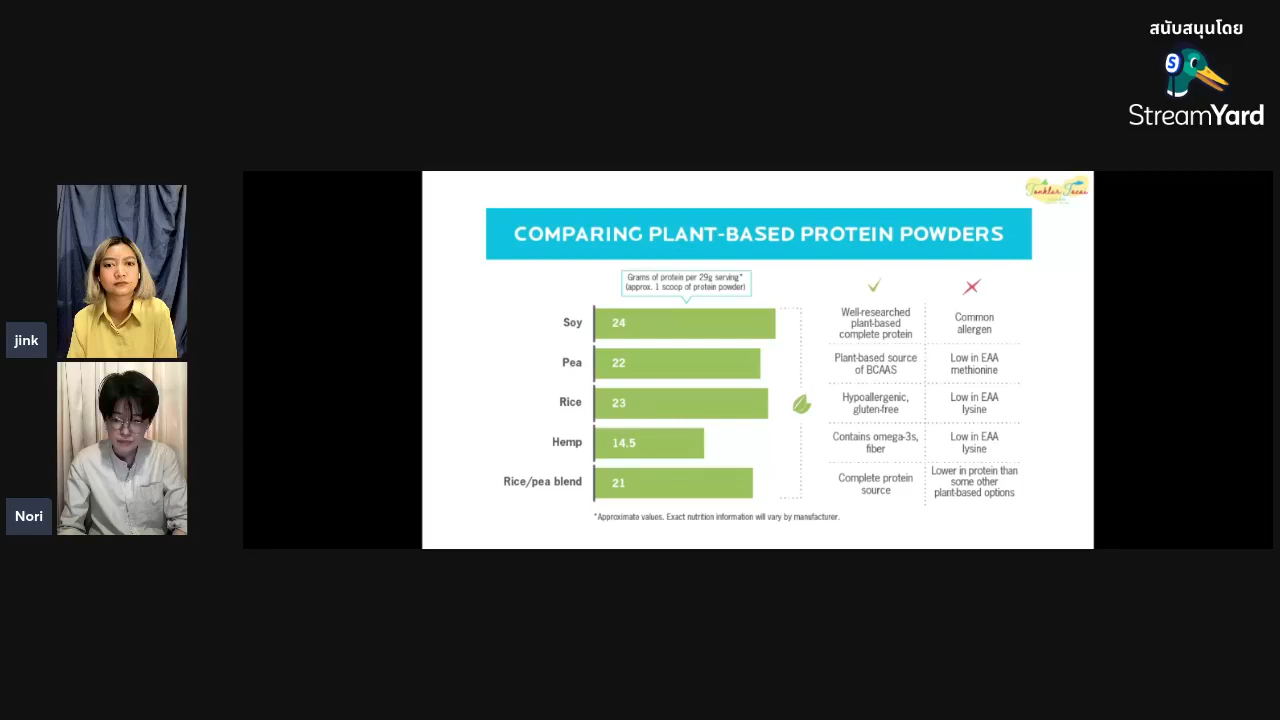 สนับสนุนโดย
S
StreamYard
Tonklar Jozai
COMPARING PLANT-BASED PROTEIN POWDERS
Grams of protein per 29g serving*
(approx. 1 scoop of protein powder)
Soy
24
Well-researched
plant-based
complete protein
Common
allergen
Pea
22
Plant-based source
of BCAAS
Low in EAA
methionine
Rice
23
Hypoallergenic,
gluten-free
Low in EAA
lysine
Hemp
14.5
Contains omega-3s,
fiber
Low in EAA
lysine
Rice/pea blend
21
Complete protein
source
Lower in protein than
some other
plant-based options
*Approximate values. Exact nutrition information will vary by manufacturer.
jink
Nori